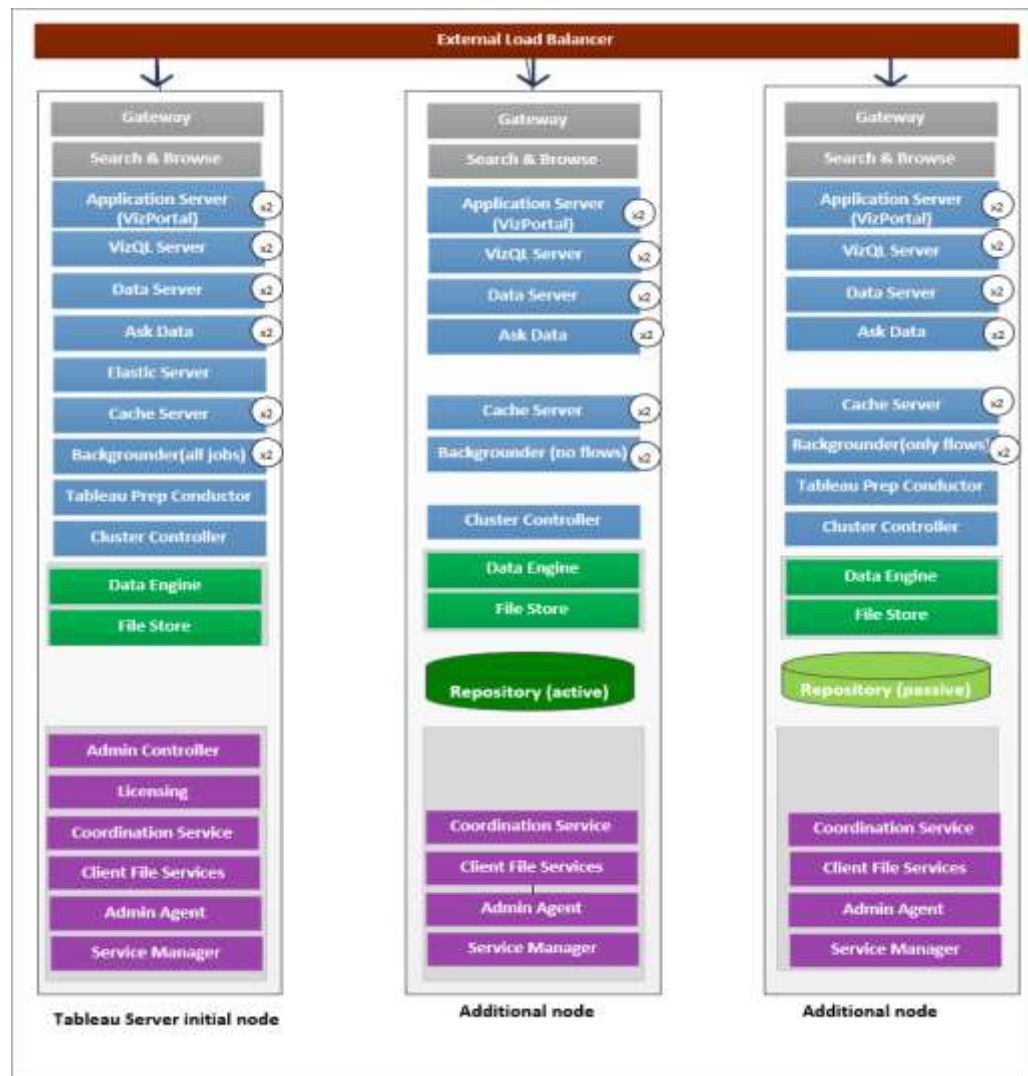 External Load Balancer
Gateway
Search & Browse
Application Server
(VizPortal)
x2
VizQL Server
x2
Data Server
x2
Ask Data
x2
Elastic Server
Cache Server
x2
Backgrounder(all jobs)
x2
Tableau Prep Conductor
Cluster Controller
Data Engine
File Store
Admin Controller
Licensing
Coordination Service
Client File Services
Admin Agent
Service Manager
Tableau Server initial node
Gateway
Search & Browse
Application Server
(VizPortal)
x2
VizQL Server
x2
Data Server
x2
Ask Data
x2
Cache Server
x2
Backgrounder (no flows)
x2
Cluster Controller
Data Engine
File Store
Repository (active)
Coordination Service
Client File Services
Admin Agent
Service Manager
Additional node
Gateway
Search & Browse
Application Server
(VizPortal)
x2
VizQL Server
x2
Data Server
x2
Ask Data
x2
Cache Server
x2
Backgrounder(only flows)
x2
Tableau Prep Conductor
Cluster Controller
Data Engine
File Store
Repository (passive)
Coordination Service
Client File Services
Admin Agent
Service Manager
Additional node